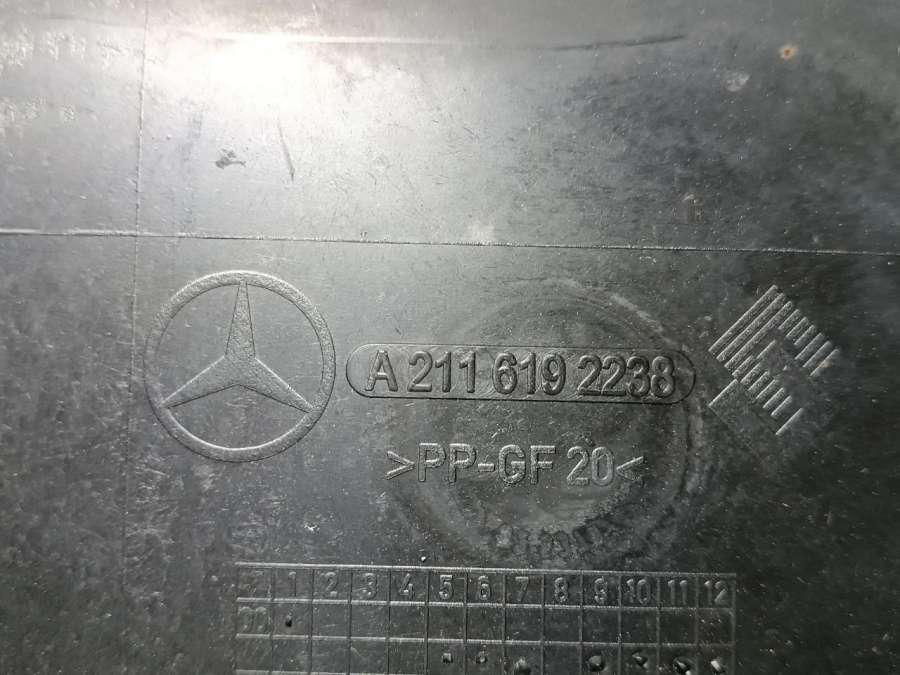 A 211 619 2238
>PP-GF 20<
1 2 3 4 5 6 7 8 9 10 11 12